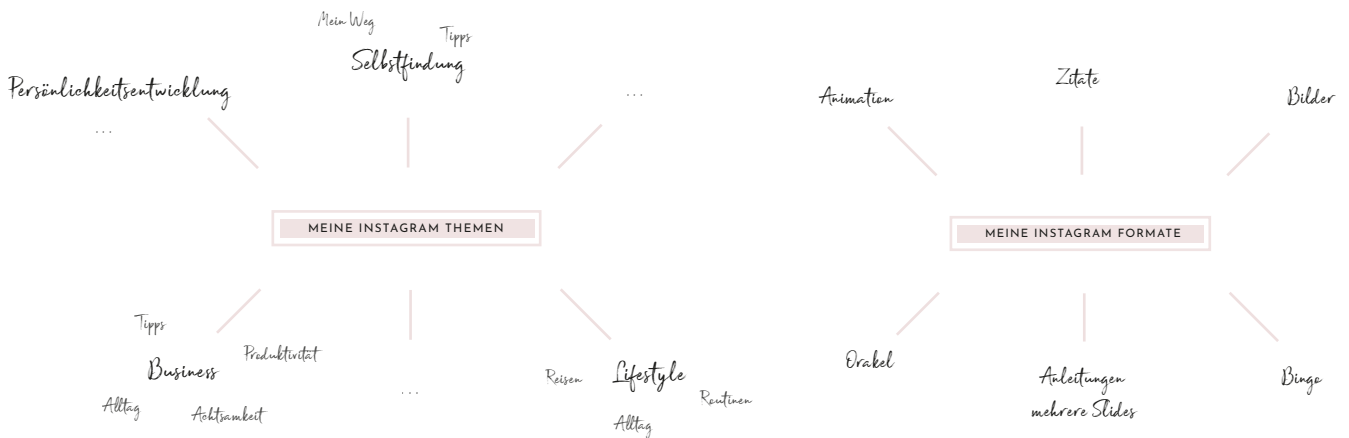 Mein Weg
Tipps
Selbstfindung
Persönlichkeitsentwicklung
...
...
MEINE INSTAGRAM THEMEN
Tipps
Produktivität
Business
Alltag
Achtsamkeit
...
Reisen
Lifestyle
Routinen
Alltag
Zitate
Animation
Bilder
MEINE INSTAGRAM FORMATE
Orakel
Anleitungen
mehrere Slides
Bingo